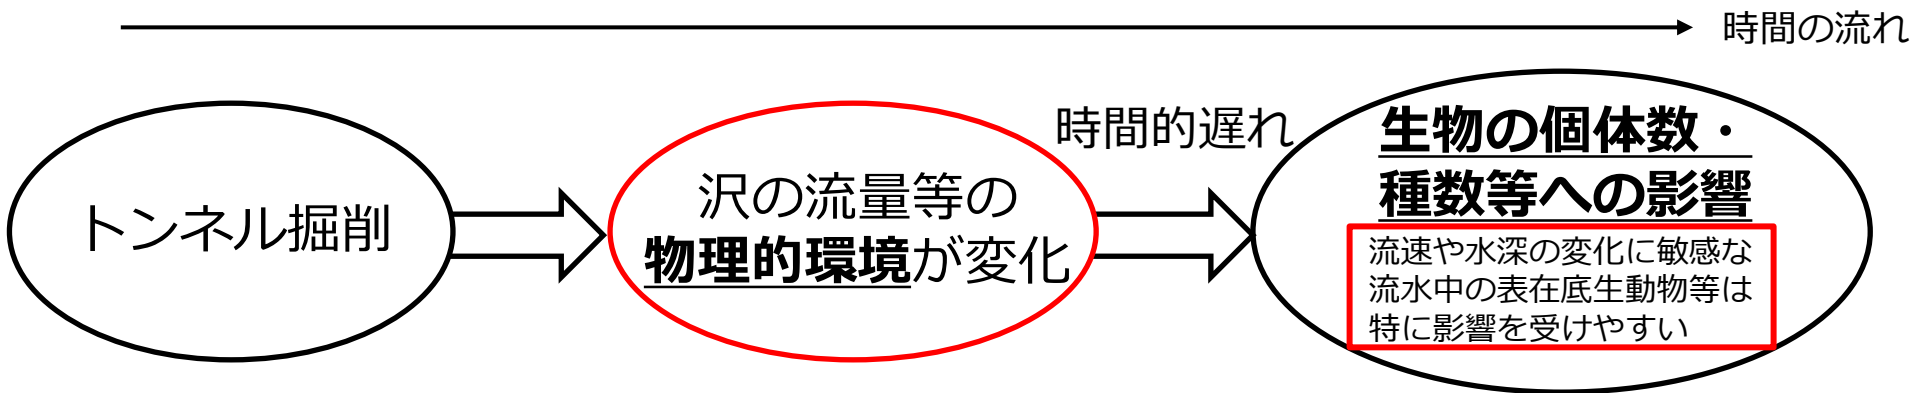 時間の流れ
トンネル掘削
沢の流量等の
物理的環境が変化
時間的遅れ
生物の個体数・
種数等への影響
流速や水深の変化に敏感な
流水中の表在底生動物等は
特に影響を受けやすい